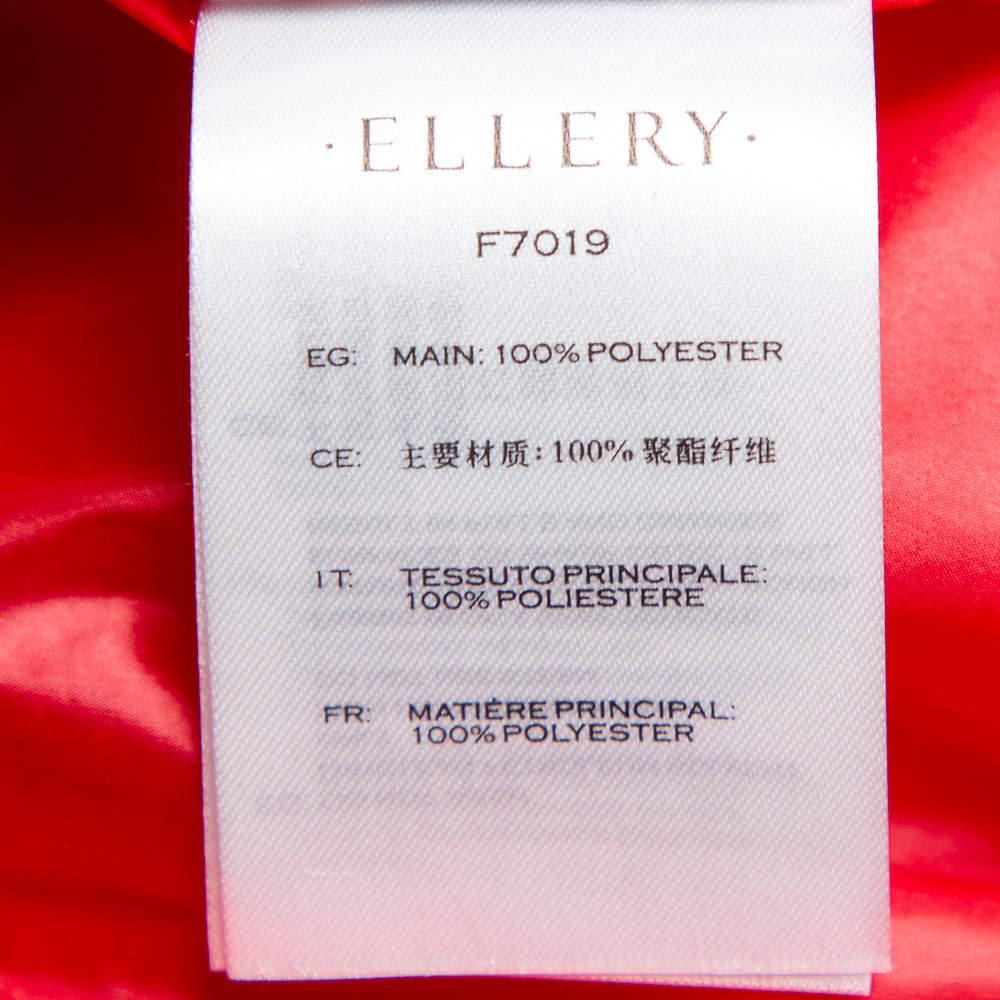 ·ELLERY·
F7019
EG: MAIN: 100% POLYESTER
CE: 主要材质: 100% 聚酯纤维
IT: TESSUTO PRINCIPALE:
100% POLIESTERE
FR: MATIÉRE PRINCIPAL:
100% POLYESTER